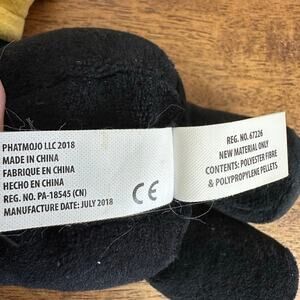 PHATMOJO LLC 2018
MADE IN CHINA
FABRIQUE EN CHINA
HECHO EN CHINA
REG. NO. PA-18545 (CN)
MANUFACTURE DATE: JULY 2018
CE
REG. NO. 67226
NEW MATERIAL ONLY
CONTENTS: POLYESTER FIBRE
& POLYPROPYLENE PELLETS